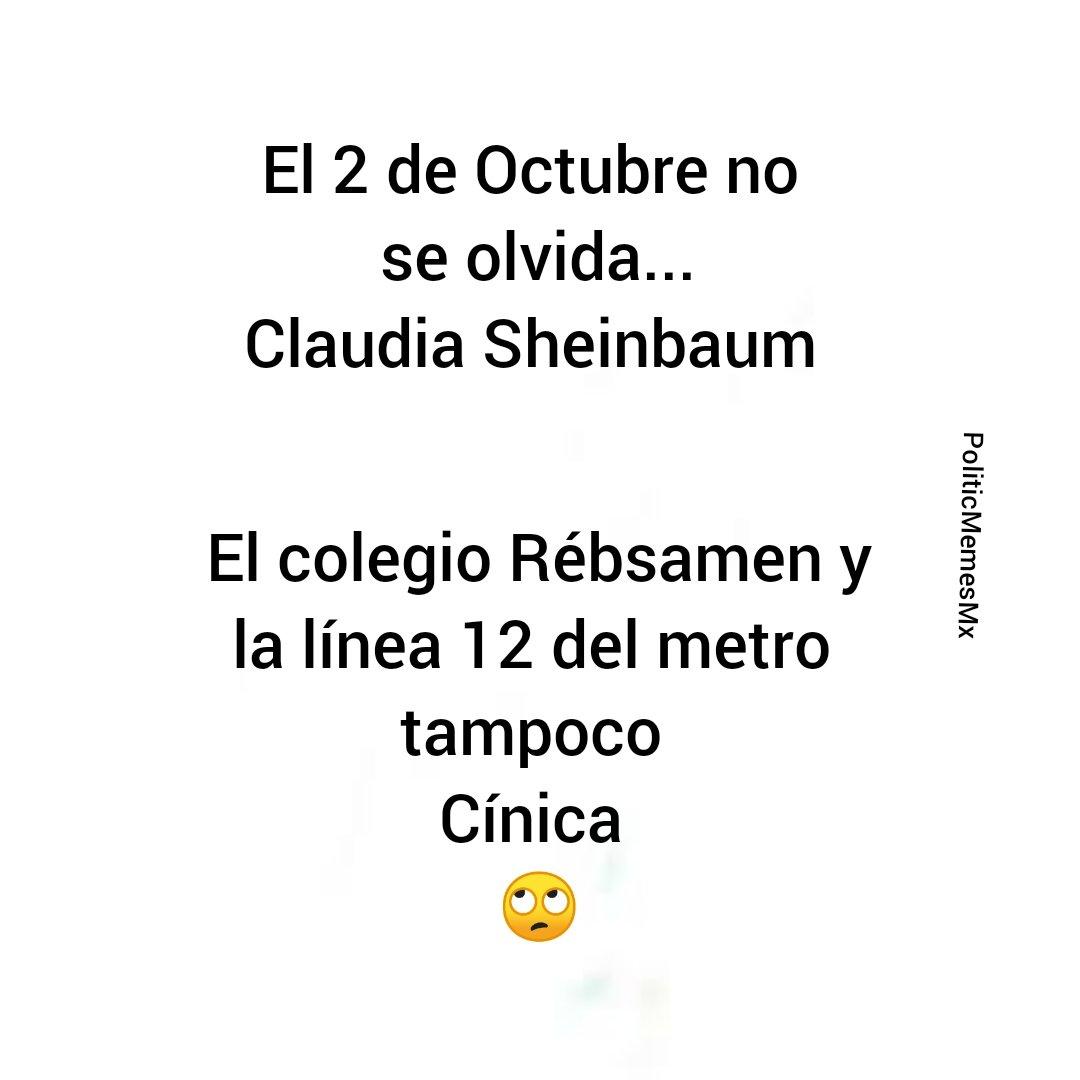 El 2 de Octubre no
se olvida...
Claudia Sheinbaum
El colegio Rébsamen y
la línea 12 del metro
tampoco
Cínica
🙄
PoliticMemesMx